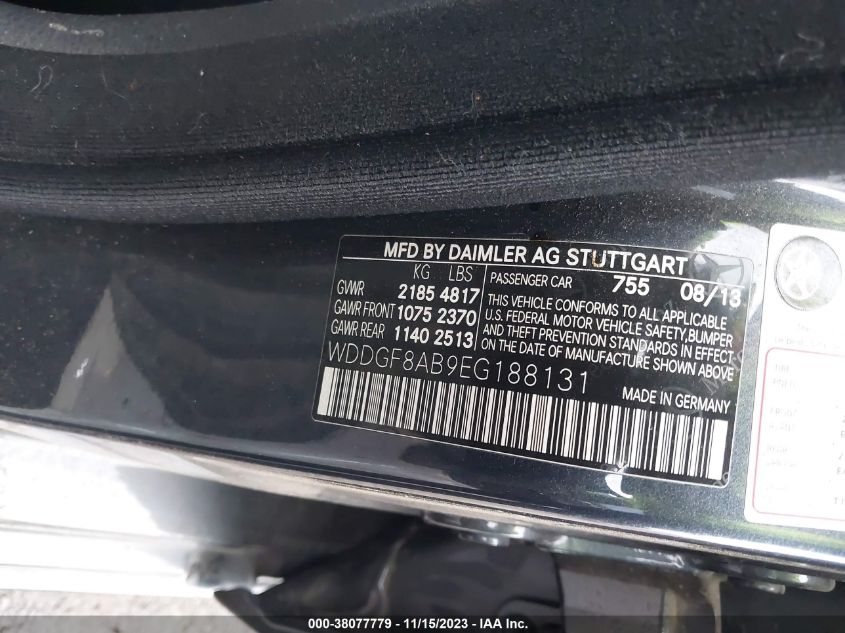 MFD BY DAIMLER AG STUTTGART
KG LBS
GVWR 2185 4817
GAWR FRONT 1075 2370
GAWR REAR 1140 2513
PASSENGER CAR 755 08/13
THIS VEHICLE CONFORMS TO ALL APPLICABLE
U.S. FEDERAL MOTOR VEHICLE SAFETY,BUMPER
AND THEFT PREVENTION STANDARDS IN EFFECT
ON THE DATE OF MANUFACTURE SHOWN ABOVE
WDDGF8AB9EG188131
MADE IN GERMANY
000-38077779 - 11/15/2023 - IAA Inc.